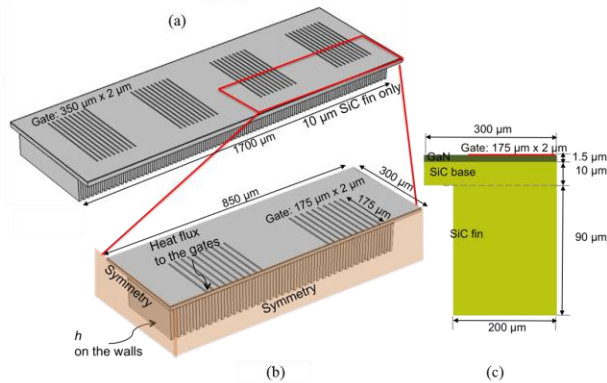 (a)
Gate: 350 µm x 2 µm
10 µm SiC fin only
1700 µm
850 µm
300 µm
Gate: 175 µm x 2 µm
175 µm
Heat flux
to the gates
Symmetry
Symmetry
h
on the walls
(b)
300 µm
Gate: 175 µm x 2 µm
GaN
1.5 µm
SiC base
10 µm
SiC fin
90 µm
200 µm
(c)